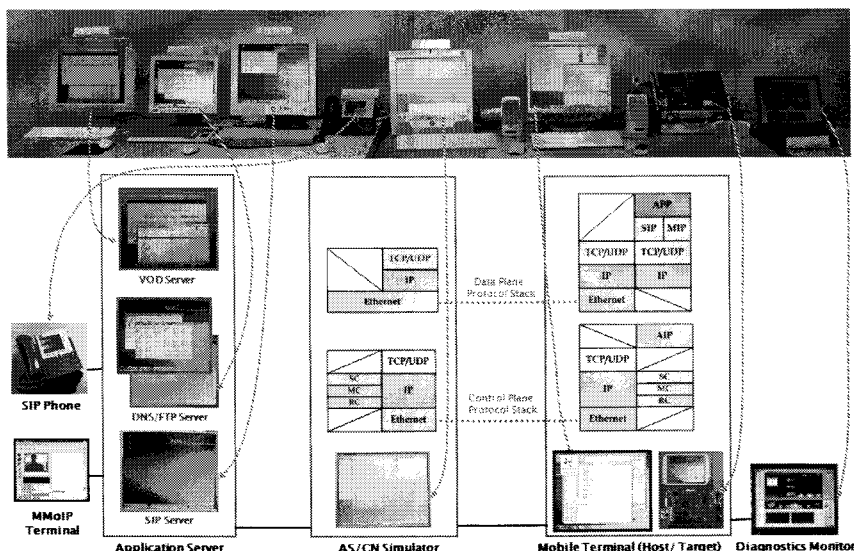 VOD Server
DNS/FTP Server
SIP Server
Application Server
SIP Phone
MMoIP
Terminal
TCP/UDP
IP
Ethernet
TCP/UDP
SC
MC
RC
IP
Ethernet
AS/CN Simulator
Data Plane
Protocol Stack
Control Plane
Protocol Stack
APP
SIP MIP
TCP/UDP TCP/UDP
IP IP
Ethernet
AIP
TCP/UDP
IP
SC
MC
RC
Ethernet
Mobile Terminal (Host/ Target)
Diagnostics Monitor